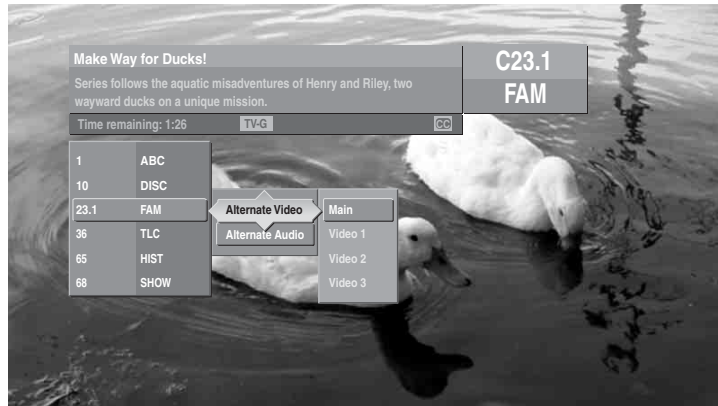 Make Way for Ducks!
Series follows the aquatic misadventures of Henry and Riley, two
wayward ducks on a unique mission.
Time remaining: 1:26 TV-G CC
C23.1
FAM
1 ABC
10 DISC
23.1 FAM
36 TLC
65 HIST
68 SHOW
Alternate Video
Alternate Audio
Main
Video 1
Video 2
Video 3